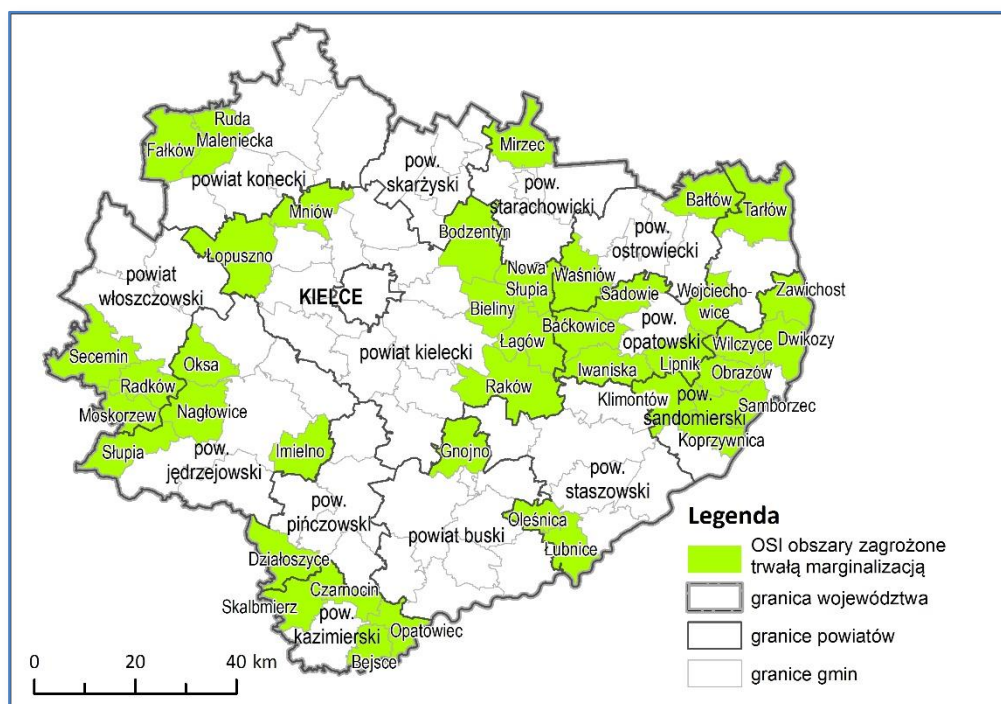 Ruda
Maleniecka
Fałków
powiat konecki
pow.
skarżyski
Mirzec
pow.
starachowicki
Mniów
Bodzentyn
Bałtów
Tarłów
pow.
ostrowiecki
Łopuszno
powiat
włoszczowski
KIELCE
Nowa
Słupia
Waśniów
Sadowie
Wojciecho-
wice
Zawichost
Bieliny
Baćkowice
pow.
opatowski
Wilczyce
Dwikozy
Secemin
Oksa
powiat kielecki
Łagów
Iwaniska
Lipnik
Obrazów
Radków
Raków
Klimontów
pow.
sandomierski
Samborzec
Moskorzew
Nagłowice
Koprzywnica
Słupia
pow.
jędrzejowski
Imielno
Gnojno
pow.
staszowski
pow.
pińczowski
powiat buski
Oleśnica
Łubnice
Działoszyce
Czarnocin
Skalbmierz
pow.
kazimierski
Opatowiec
Bejsce
0 20 40 km
Legenda
OSI obszary zagrożone
trwałą marginalizacją
granica województwa
granice powiatów
granice gmin